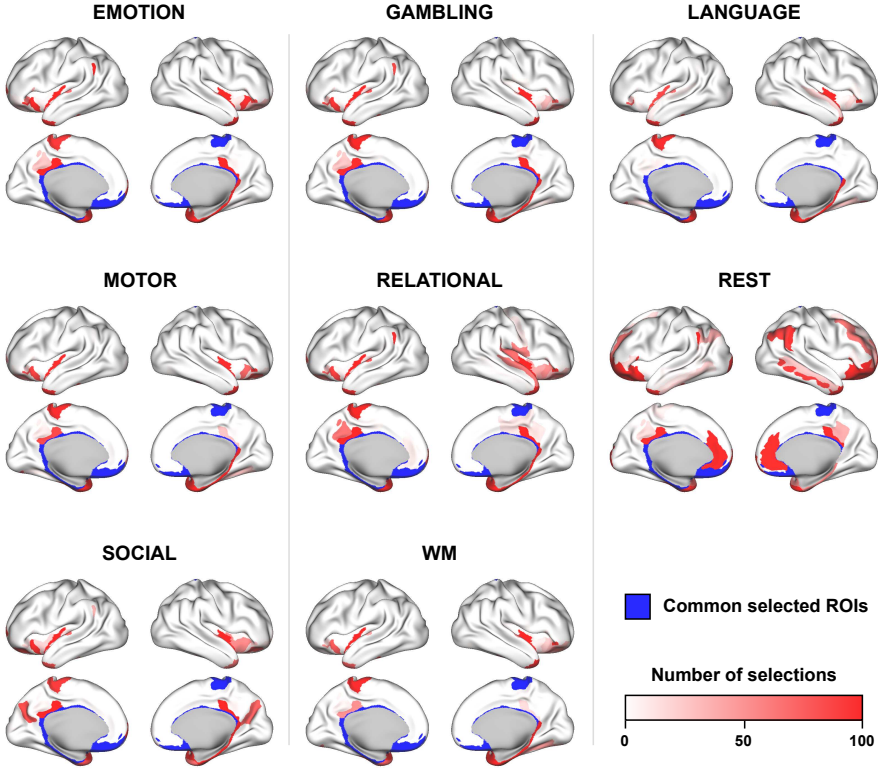 EMOTION
GAMBLING
LANGUAGE
MOTOR
RELATIONAL
REST
SOCIAL
WM
Common selected ROIs
Number of selections
0 50 100